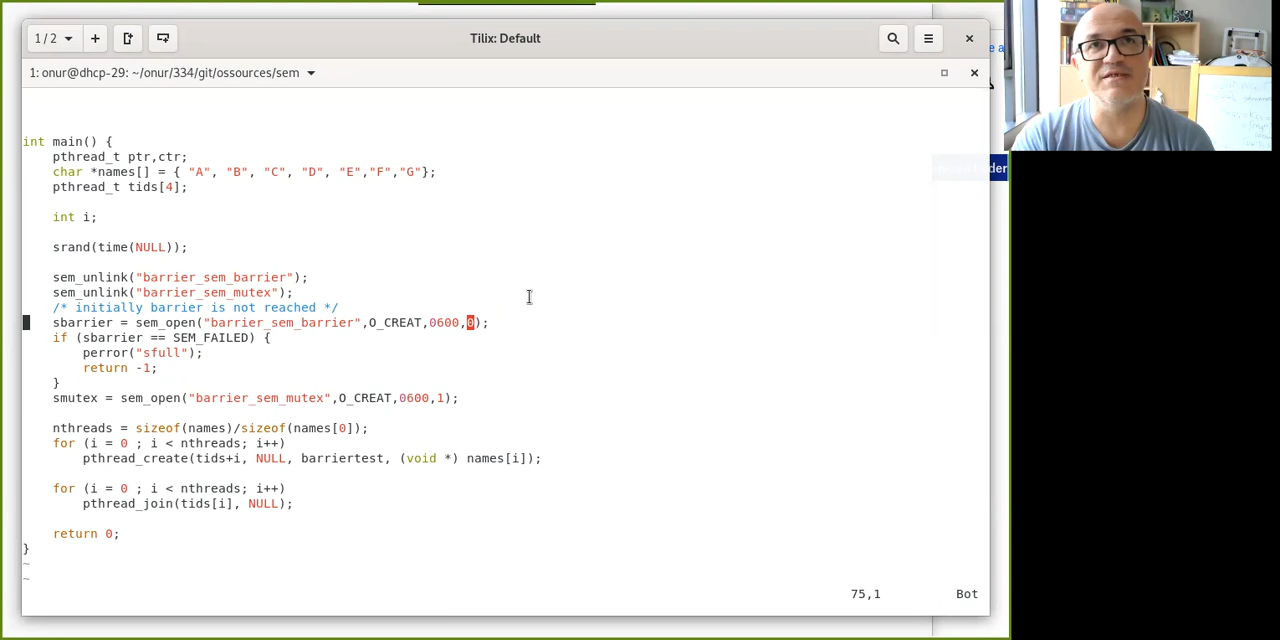 1 / 2
Tilix: Default
1: onur@dhcp-29: ~/onur/334/git/ossources/sem
int main() {
    pthread_t ptr,ctr;
    char *names[] = { "A", "B", "C", "D", "E","F","G"};
    pthread_t tids[4];
    int i;
    srand(time(NULL));
    sem_unlink("barrier_sem_barrier");
    sem_unlink("barrier_sem_mutex");
    /* initially barrier is not reached */
    sbarrier = sem_open("barrier_sem_barrier",O_CREAT,0600,0);
    if (sbarrier == SEM_FAILED) {
        perror("sfull");
        return -1;
    }
    smutex = sem_open("barrier_sem_mutex",O_CREAT,0600,1);
    nthreads = sizeof(names)/sizeof(names[0]);
    for (i = 0 ; i < nthreads; i++)
        pthread_create(tids+i, NULL, barriertest, (void *) names[i]);
    for (i = 0 ; i < nthreads; i++)
        pthread_join(tids[i], NULL);
    return 0;
}
~
~
75,1
Bot